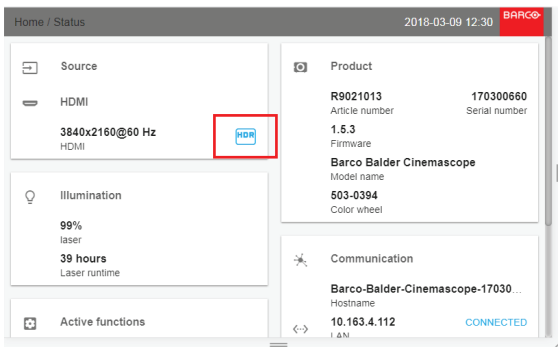 Home / Status
2018-03-09 12:30
BARCO
Source
HDMI
3840x2160@60 Hz
HDMI
HDR
Illumination
99%
laser
39 hours
Laser runtime
Active functions
Product
R9021013
170300660
Article number
Serial number
1.5.3
Firmware
Barco Balder Cinemascope
Model name
503-0394
Color wheel
Communication
Barco-Balder-Cinemascope-17030...
Hostname
10.163.4.112
CONNECTED
LAN